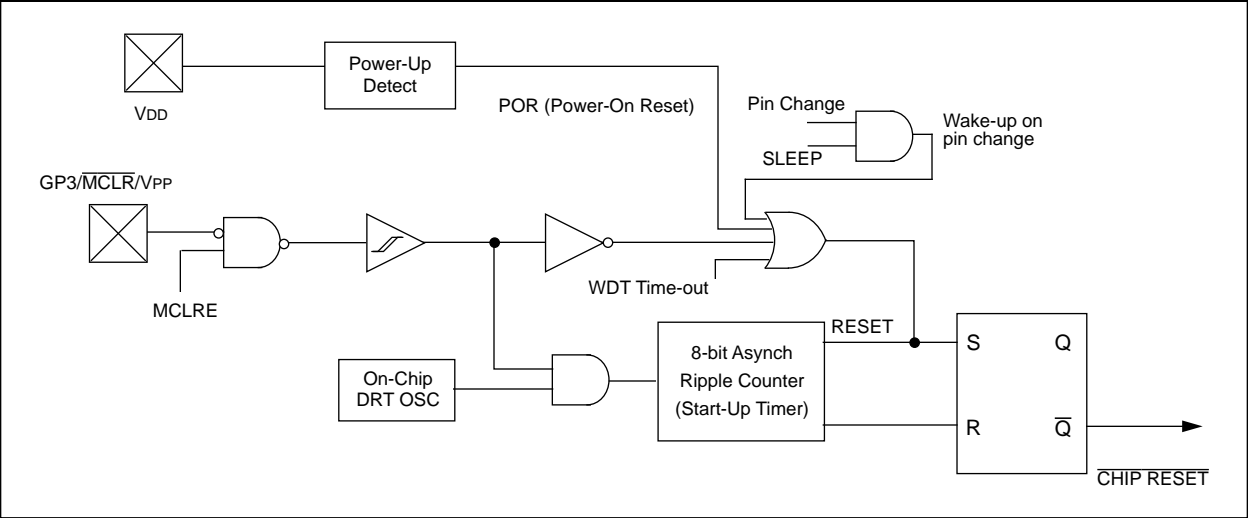 Power-Up
Detect
VDD
POR (Power-On Reset)
Pin Change
SLEEP
Wake-up on
pin change
GP3/MCLR/VPP
MCLRE
WDT Time-out
On-Chip
DRT OSC
8-bit Asynch
Ripple Counter
(Start-Up Timer)
RESET
S
Q
R
Q
CHIP RESET